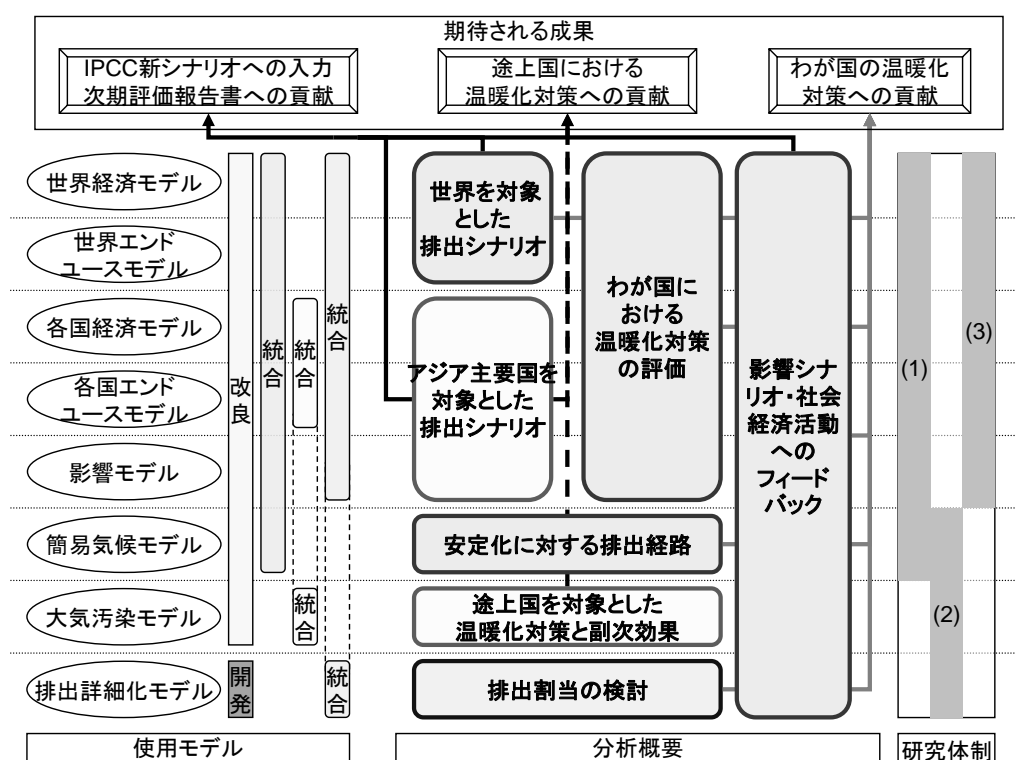 期待される成果
IPCC新シナリオへの入力
次期評価報告書への貢献
途上国における
温暖化対策への貢献
わが国の温暖化
対策への貢献
世界経済モデル
世界エンド
ユースモデル
各国経済モデル
各国エンド
ユースモデル
影響モデル
簡易気候モデル
大気汚染モデル
排出詳細化モデル
改良
開発
統合
統合
統合
統合
統合
世界を対象
とした
排出シナリオ
アジア主要国を
対象とした
排出シナリオ
わが国に
おける
温暖化対策
の評価
影響シナ
リオ・社会
経済活動
への
フィード
バック
安定化に対する排出経路
途上国を対象とした
温暖化対策と副次効果
排出割当の検討
(1)
(2)
(3)
使用モデル
分析概要
研究体制